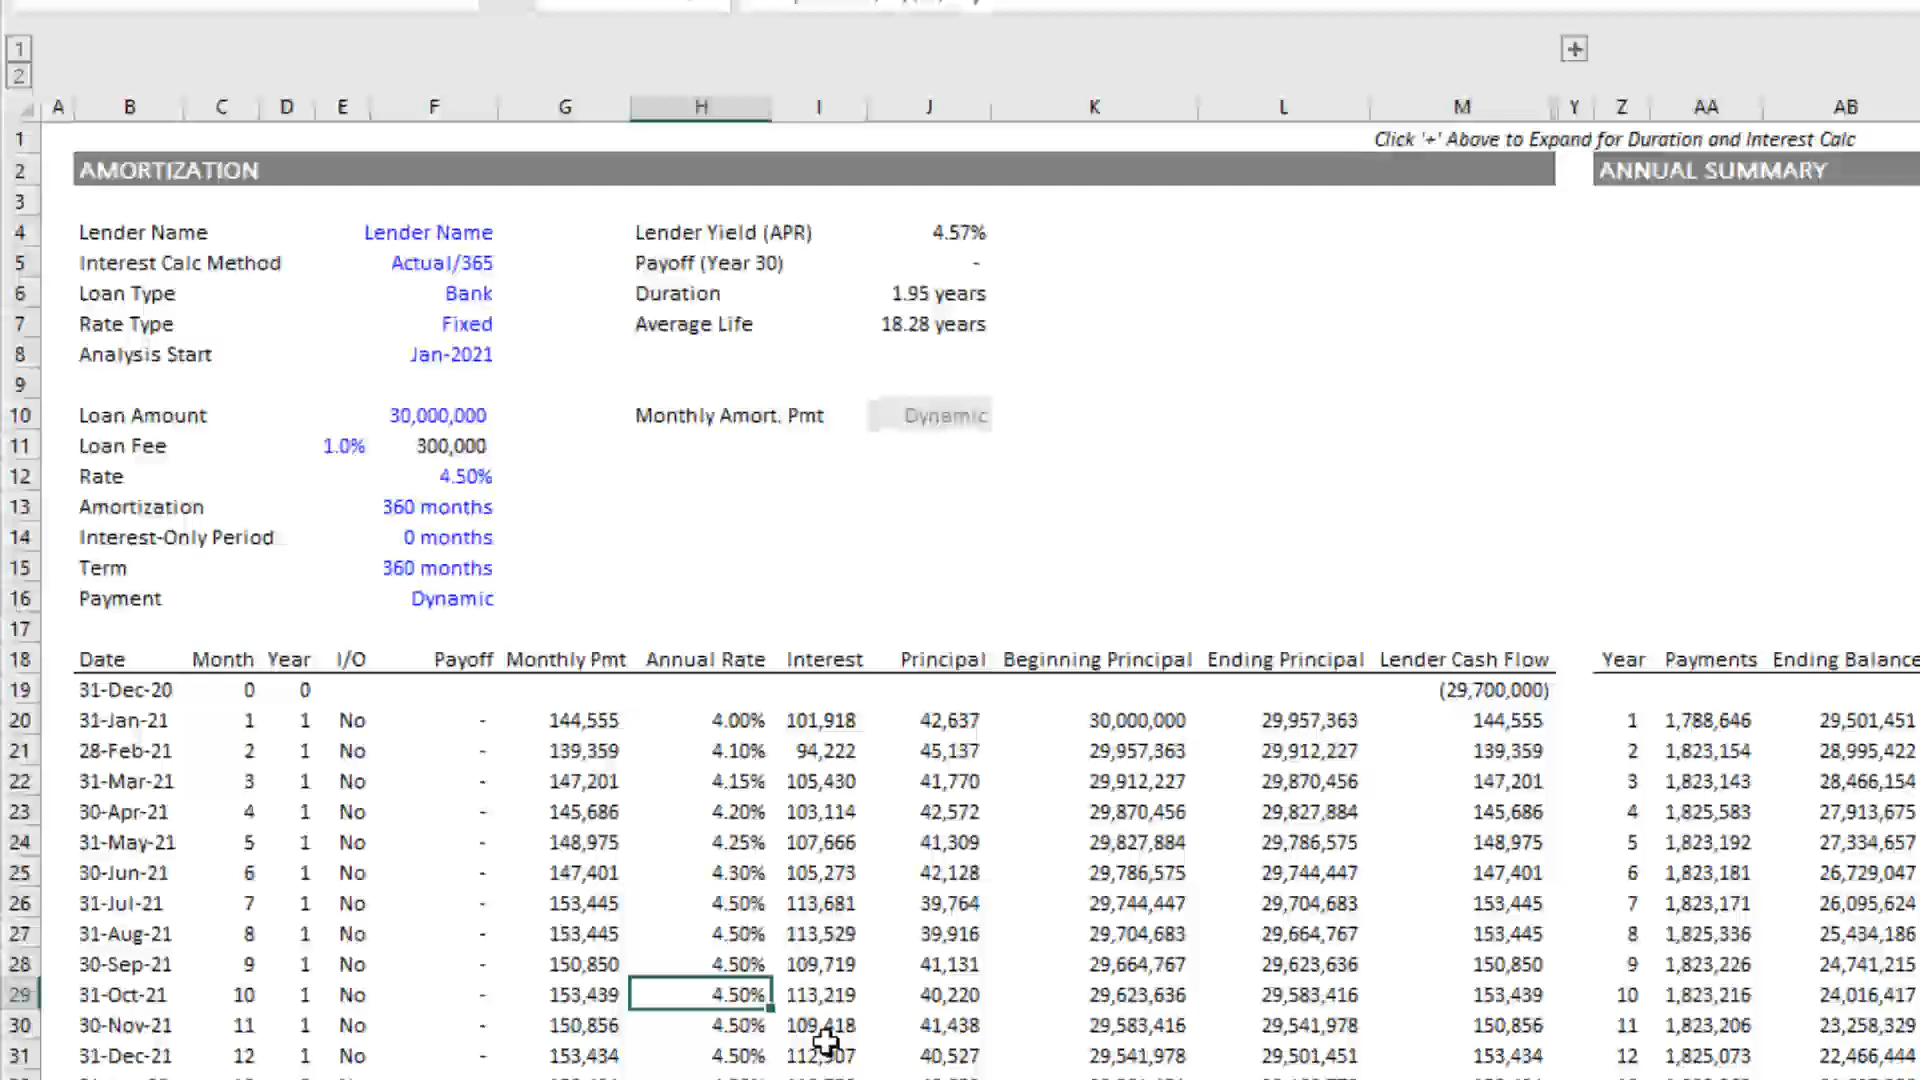 1
2
+
A B C D E F G H I J K L M Y Z AA AB
1 Click '+' Above to Expand for Duration and Interest Calc
2 AMORTIZATION ANNUAL SUMMARY
3
4 Lender Name Lender Name Lender Yield (APR) 4.57%
5 Interest Calc Method Actual/365 Payoff (Year 30) -
6 Loan Type Bank Duration 1.95 years
7 Rate Type Fixed Average Life 18.28 years
8 Analysis Start Jan-2021
9
10 Loan Amount 30,000,000 Monthly Amort. Pmt Dynamic
11 Loan Fee 1.0% 300,000
12 Rate 4.50%
13 Amortization 360 months
14 Interest-Only Period 0 months
15 Term 360 months
16 Payment Dynamic
17
18 Date Month Year I/O Payoff Monthly Pmt Annual Rate Interest Principal Beginning Principal Ending Principal Lender Cash Flow Year Payments Ending Balance
19 31-Dec-20 0 0 (29,700,000)
20 31-Jan-21 1 1 No - 144,555 4.00% 101,918 42,637 30,000,000 29,957,363 144,555 1 1,788,646 29,501,451
21 28-Feb-21 2 1 No - 139,359 4.10% 94,222 45,137 29,957,363 29,912,227 139,359 2 1,823,154 28,995,422
22 31-Mar-21 3 1 No - 147,201 4.15% 105,430 41,770 29,912,227 29,870,456 147,201 3 1,823,143 28,466,154
23 30-Apr-21 4 1 No - 145,686 4.20% 103,114 42,572 29,870,456 29,827,884 145,686 4 1,825,583 27,913,675
24 31-May-21 5 1 No - 148,975 4.25% 107,666 41,309 29,827,884 29,786,575 148,975 5 1,823,192 27,334,657
25 30-Jun-21 6 1 No - 147,401 4.30% 105,273 42,128 29,786,575 29,744,447 147,401 6 1,823,181 26,729,047
26 31-Jul-21 7 1 No - 153,445 4.50% 113,681 39,764 29,744,447 29,704,683 153,445 7 1,823,171 26,095,624
27 31-Aug-21 8 1 No - 153,445 4.50% 113,529 39,916 29,704,683 29,664,767 153,445 8 1,825,336 25,434,186
28 30-Sep-21 9 1 No - 150,850 4.50% 109,719 41,131 29,664,767 29,623,636 150,850 9 1,823,226 24,741,215
29 31-Oct-21 10 1 No - 153,439 4.50% 113,219 40,220 29,623,636 29,583,416 153,439 10 1,823,216 24,016,417
30 30-Nov-21 11 1 No - 150,856 4.50% 109,418 41,438 29,583,416 29,541,978 150,856 11 1,823,206 23,258,329
31 31-Dec-21 12 1 No - 153,434 4.50% 112,907 40,527 29,541,978 29,501,451 153,434 12 1,825,073 22,466,444